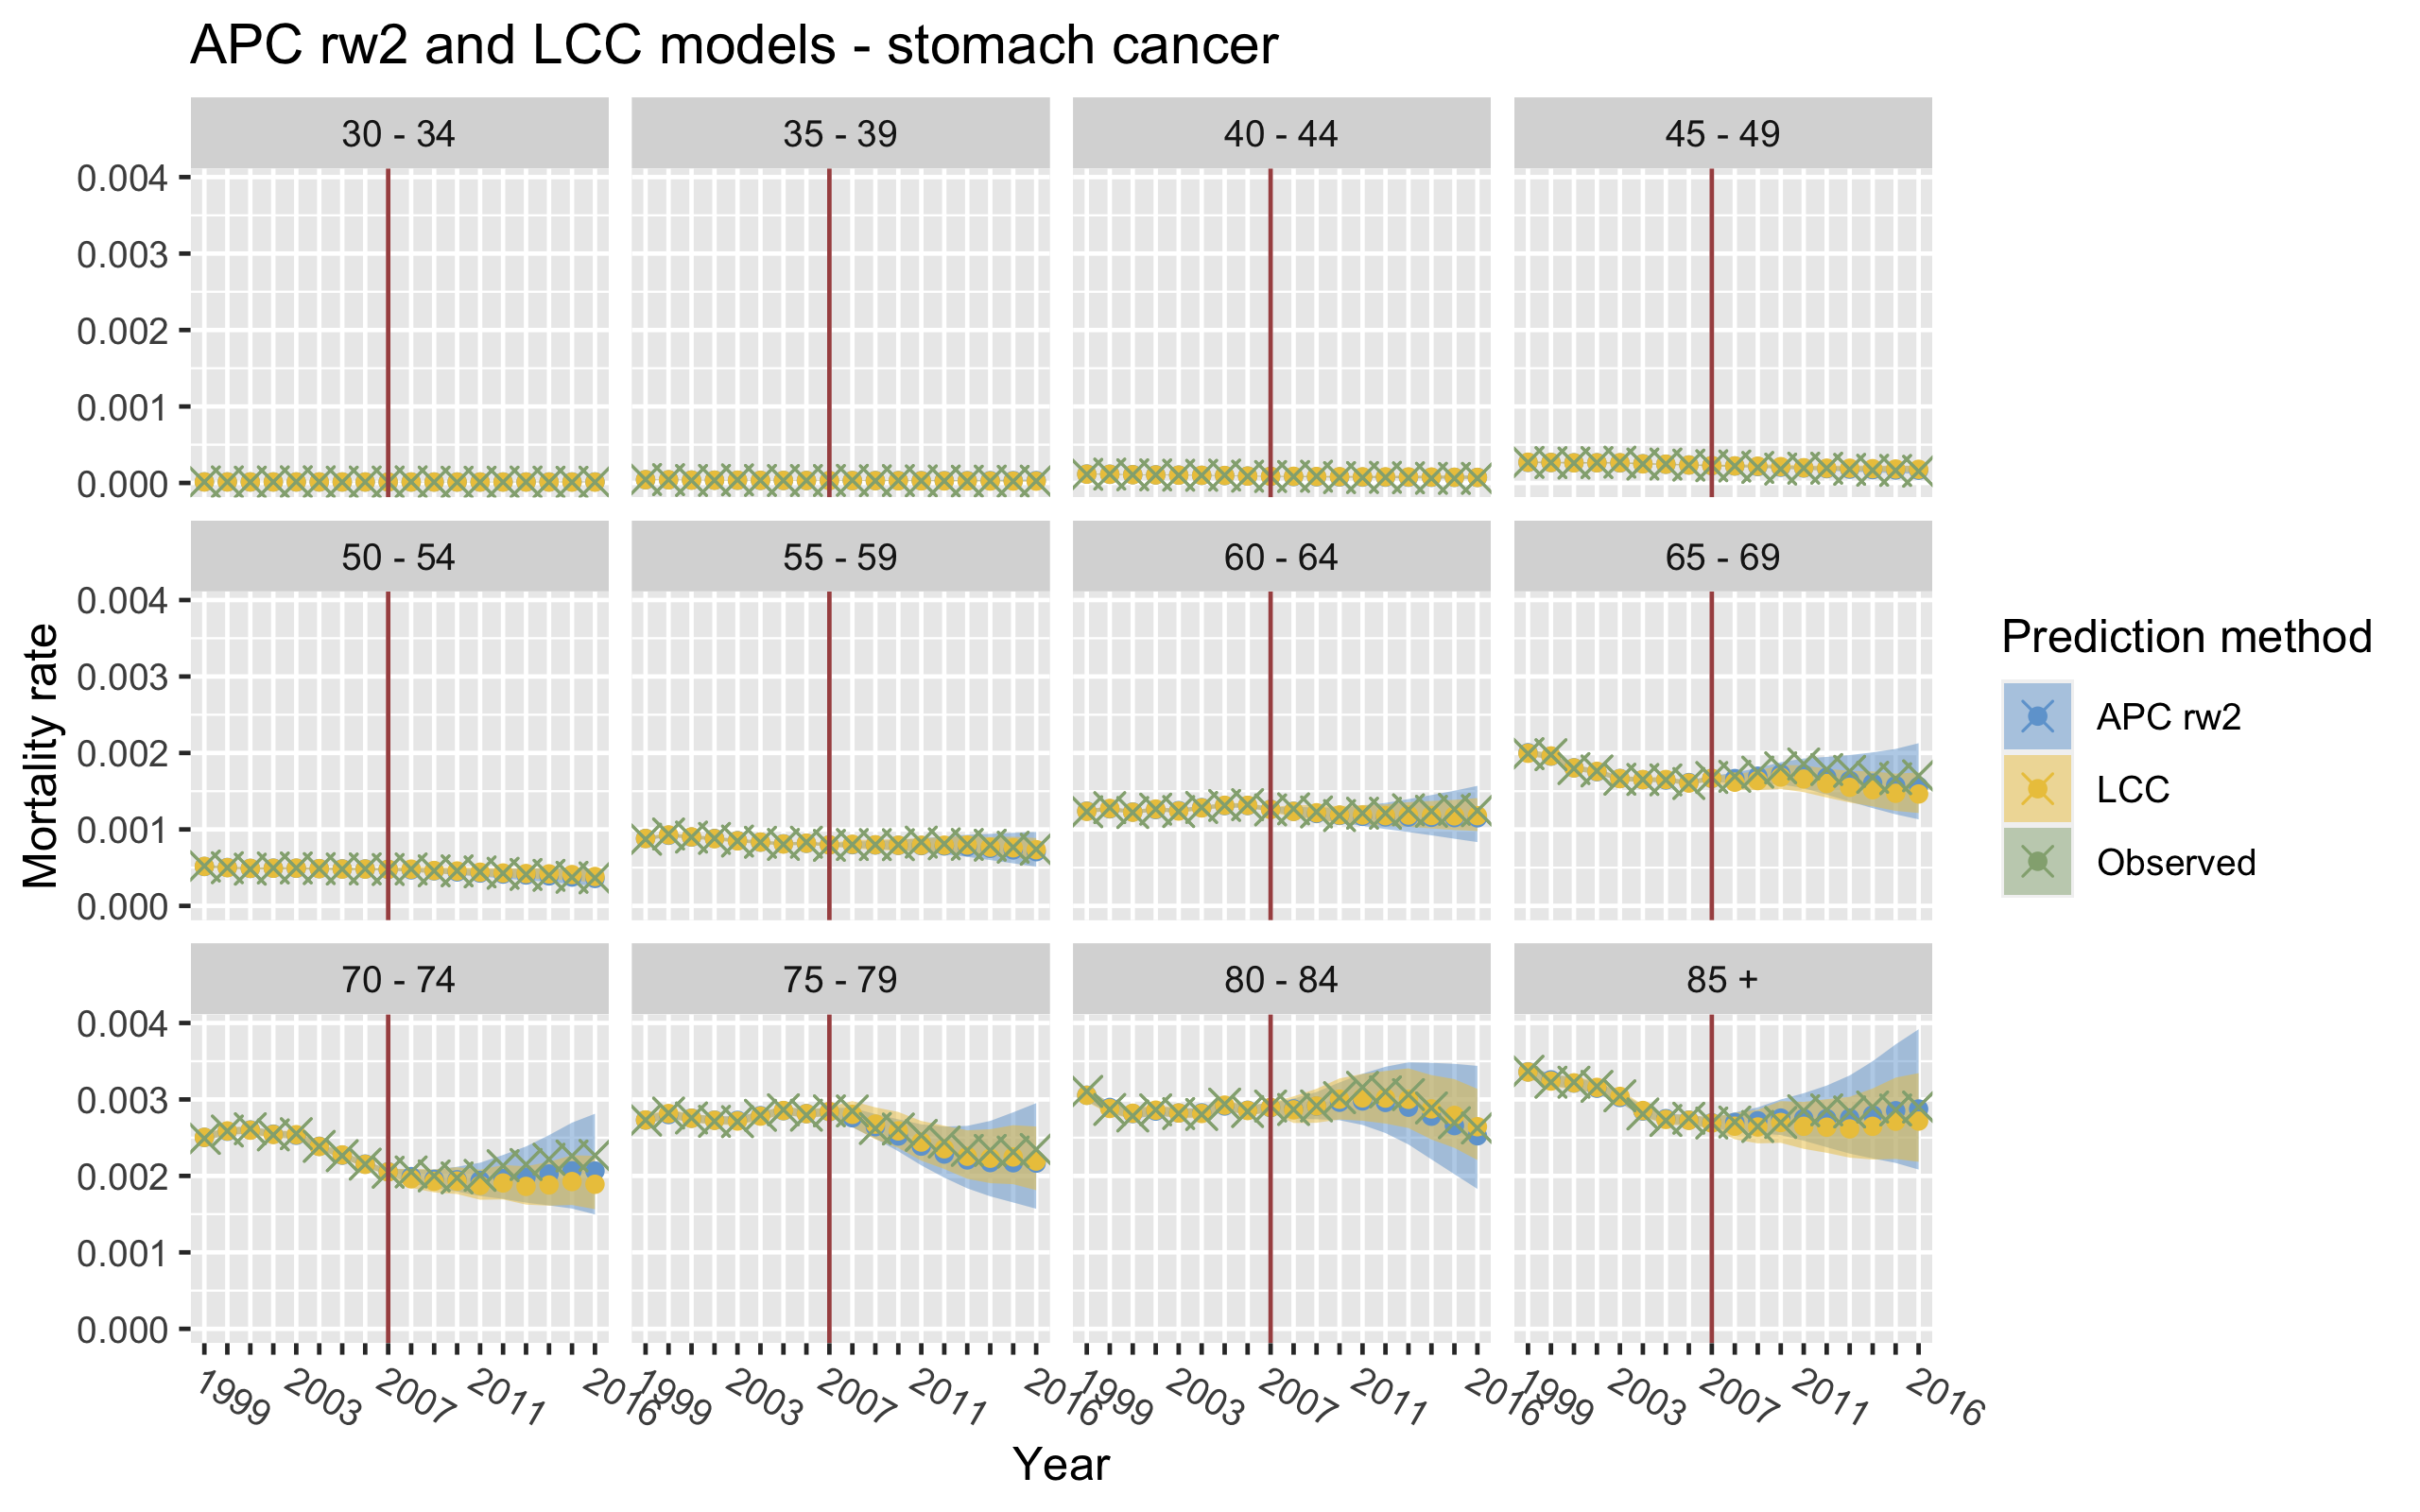 APC rw2 and LCC models - stomach cancer
30 - 34 35 - 39 40 - 44 45 - 49
0.004
0.003
0.002
0.001
0.000
50 - 54 55 - 59 60 - 64 65 - 69
0.004
0.003
0.002
0.001
0.000
70 - 74 75 - 79 80 - 84 85 +
0.004
0.003
0.002
0.001
0.000
1999 2003 2007 2011 2016 1999 2003 2007 2011 2016 1999 2003 2007 2011 2016 1999 2003 2007 2011 2016
Year
Mortality rate
Prediction method
APC rw2
LCC
Observed